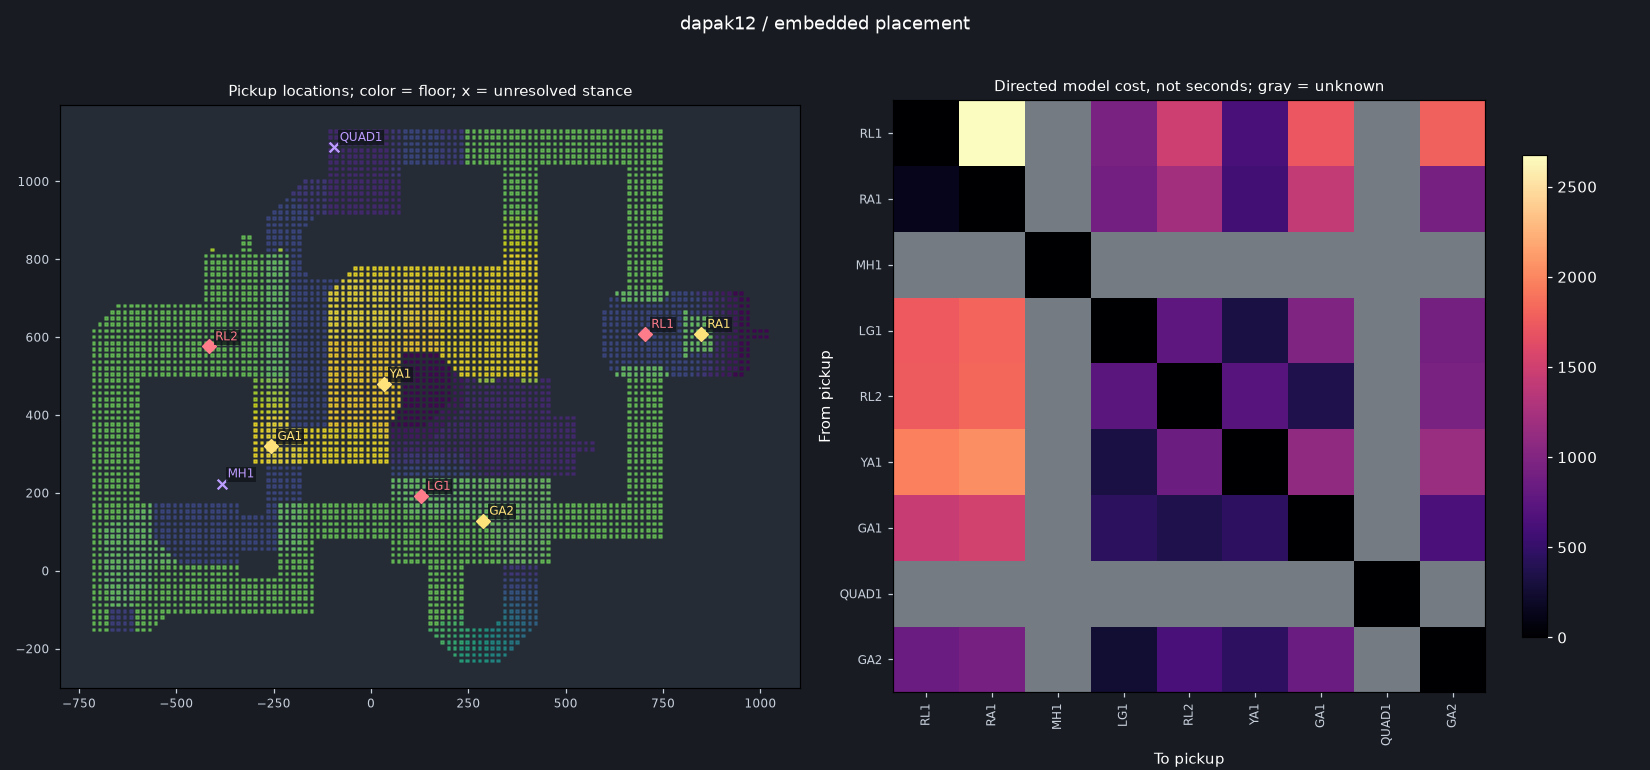 dapak12 / embedded placement
Pickup locations; color = floor; x = unresolved stance
QUAD1
RL2
RL1
RA1
YA1
GA1
MH1
LG1
GA2
1000
800
600
400
200
0
−200
−750
−500
−250
0
250
500
750
1000
Directed model cost, not seconds; gray = unknown
From pickup
RL1
RA1
MH1
LG1
RL2
YA1
GA1
QUAD1
GA2
RL1
RA1
MH1
LG1
RL2
YA1
GA1
QUAD1
GA2
To pickup
2500
2000
1500
1000
500
0